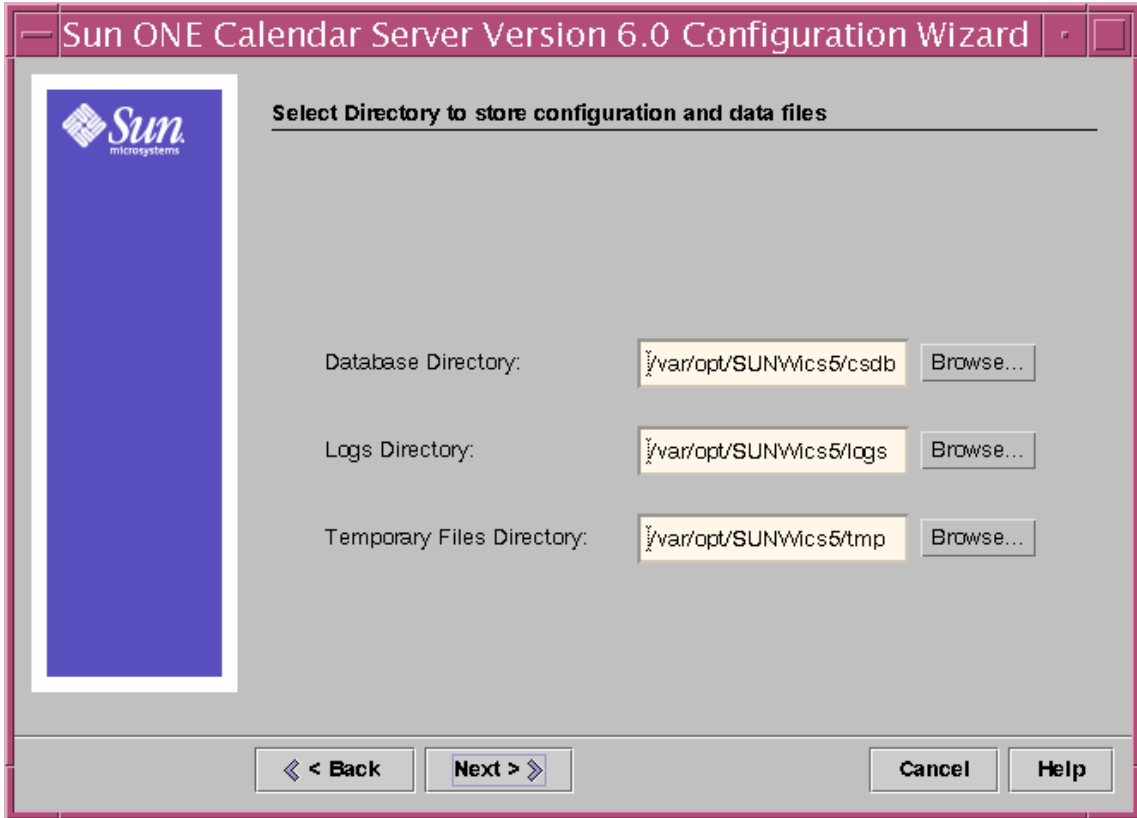 Sun ONE Calendar Server Version 6.0 Configuration Wizard
Sun
microsystems
Select Directory to store configuration and data files
Database Directory: /var/opt/SUNWics5/csdb Browse...
Logs Directory: /var/opt/SUNWics5/logs Browse...
Temporary Files Directory: /var/opt/SUNWics5/tmp Browse...
< Back Next > Cancel Help